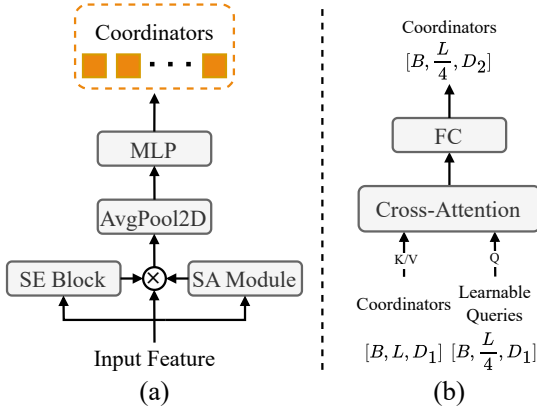 Coordinators
MLP
AvgPool2D
SE Block
×
SA Module
Input Feature
(a)
Coordinators
[B, L/4, D₂]
FC
Cross-Attention
K/V
Q
Coordinators
Learnable
Queries
[B, L, D₁] [B, L/4, D₁]
(b)